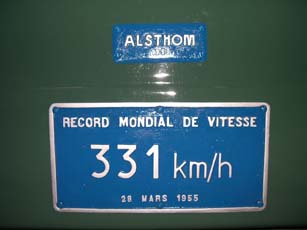 ALSTHOM
RECORD MONDIAL DE VITESSE
331 km/h
28 MARS 1955